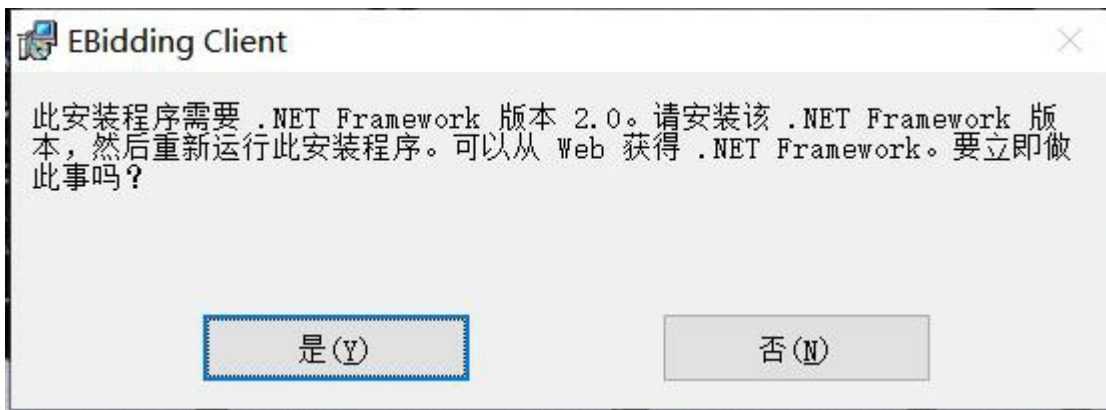 EBidding Client
此安装程序需要 .NET Framework 版本 2.0。请安装该 .NET Framework 版
本，然后重新运行此安装程序。可以从 Web 获得 .NET Framework。要立即做
此事吗？
是(Y)
否(N)